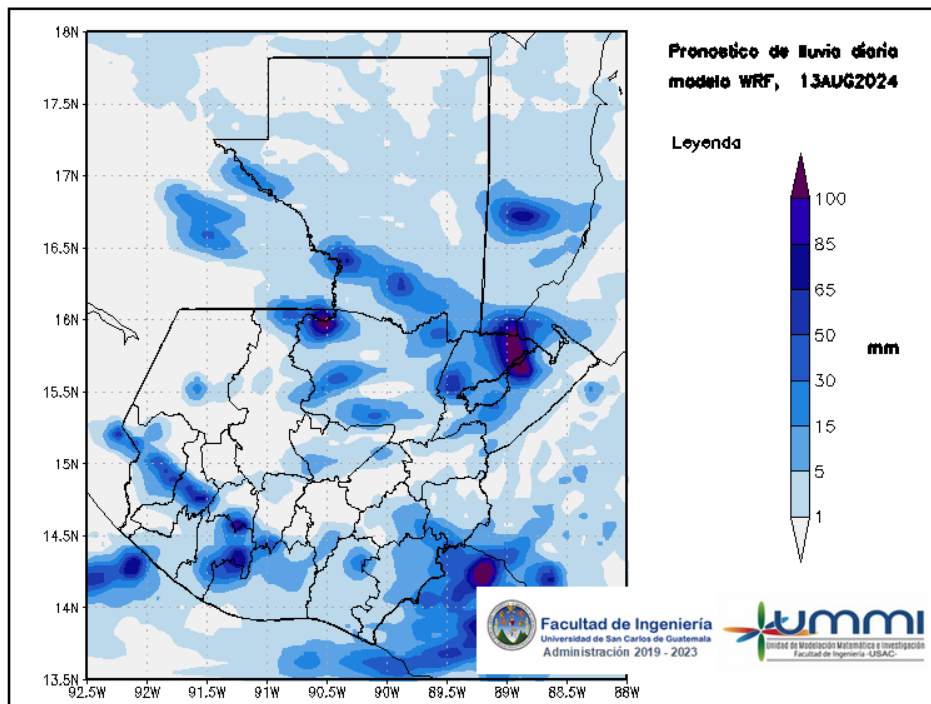 Pronostico de lluvia diaria
modelo WRF, 13AUG2024
Leyenda
100
85
65
50
30
15
5
1
mm
18N
17.5N
17N
16.5N
16N
15.5N
15N
14.5N
14N
13.5N
92.5W
92W
91.5W
91W
90.5W
90W
89.5W
89W
88.5W
88W
Facultad de Ingeniería
Universidad de San Carlos de Guatemala
Administración 2019 - 2023
UMMI
Unidad de Modelación Matemática e Investigación
Facultad de Ingeniería -USAC-